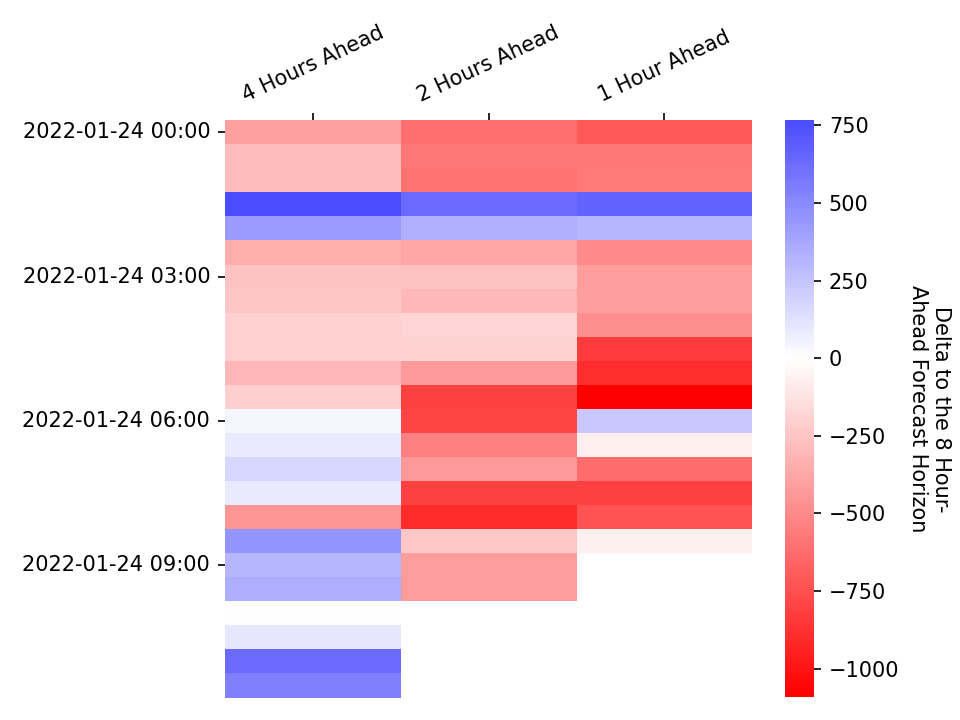 4 Hours Ahead
2 Hours Ahead
1 Hour Ahead
2022-01-24 00:00
2022-01-24 03:00
2022-01-24 06:00
2022-01-24 09:00
750
500
250
0
−250
−500
−750
−1000
Delta to the 8 Hour-
Ahead Forecast Horizon